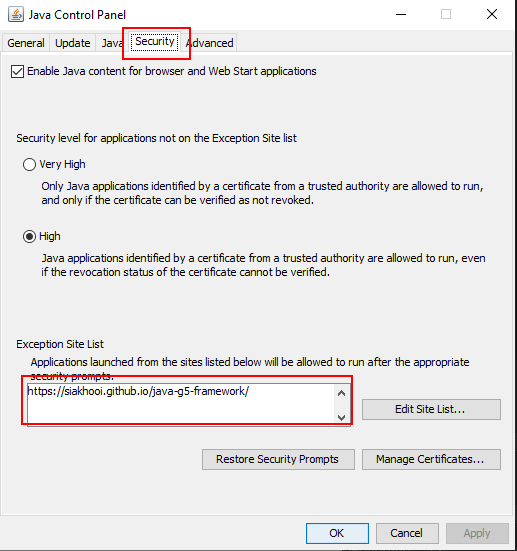 Java Control Panel
General Update Java Security Advanced
Enable Java content for browser and Web Start applications
Security level for applications not on the Exception Site list
Very High
Only Java applications identified by a certificate from a trusted authority are allowed to run,
and only if the certificate can be verified as not revoked.
High
Java applications identified by a certificate from a trusted authority are allowed to run, even
if the revocation status of the certificate cannot be verified.
Exception Site List
Applications launched from the sites listed below will be allowed to run after the appropriate
security prompts.
https://siakhooi.github.io/java-g5-framework/
Edit Site List...
Restore Security Prompts Manage Certificates...
OK Cancel Apply